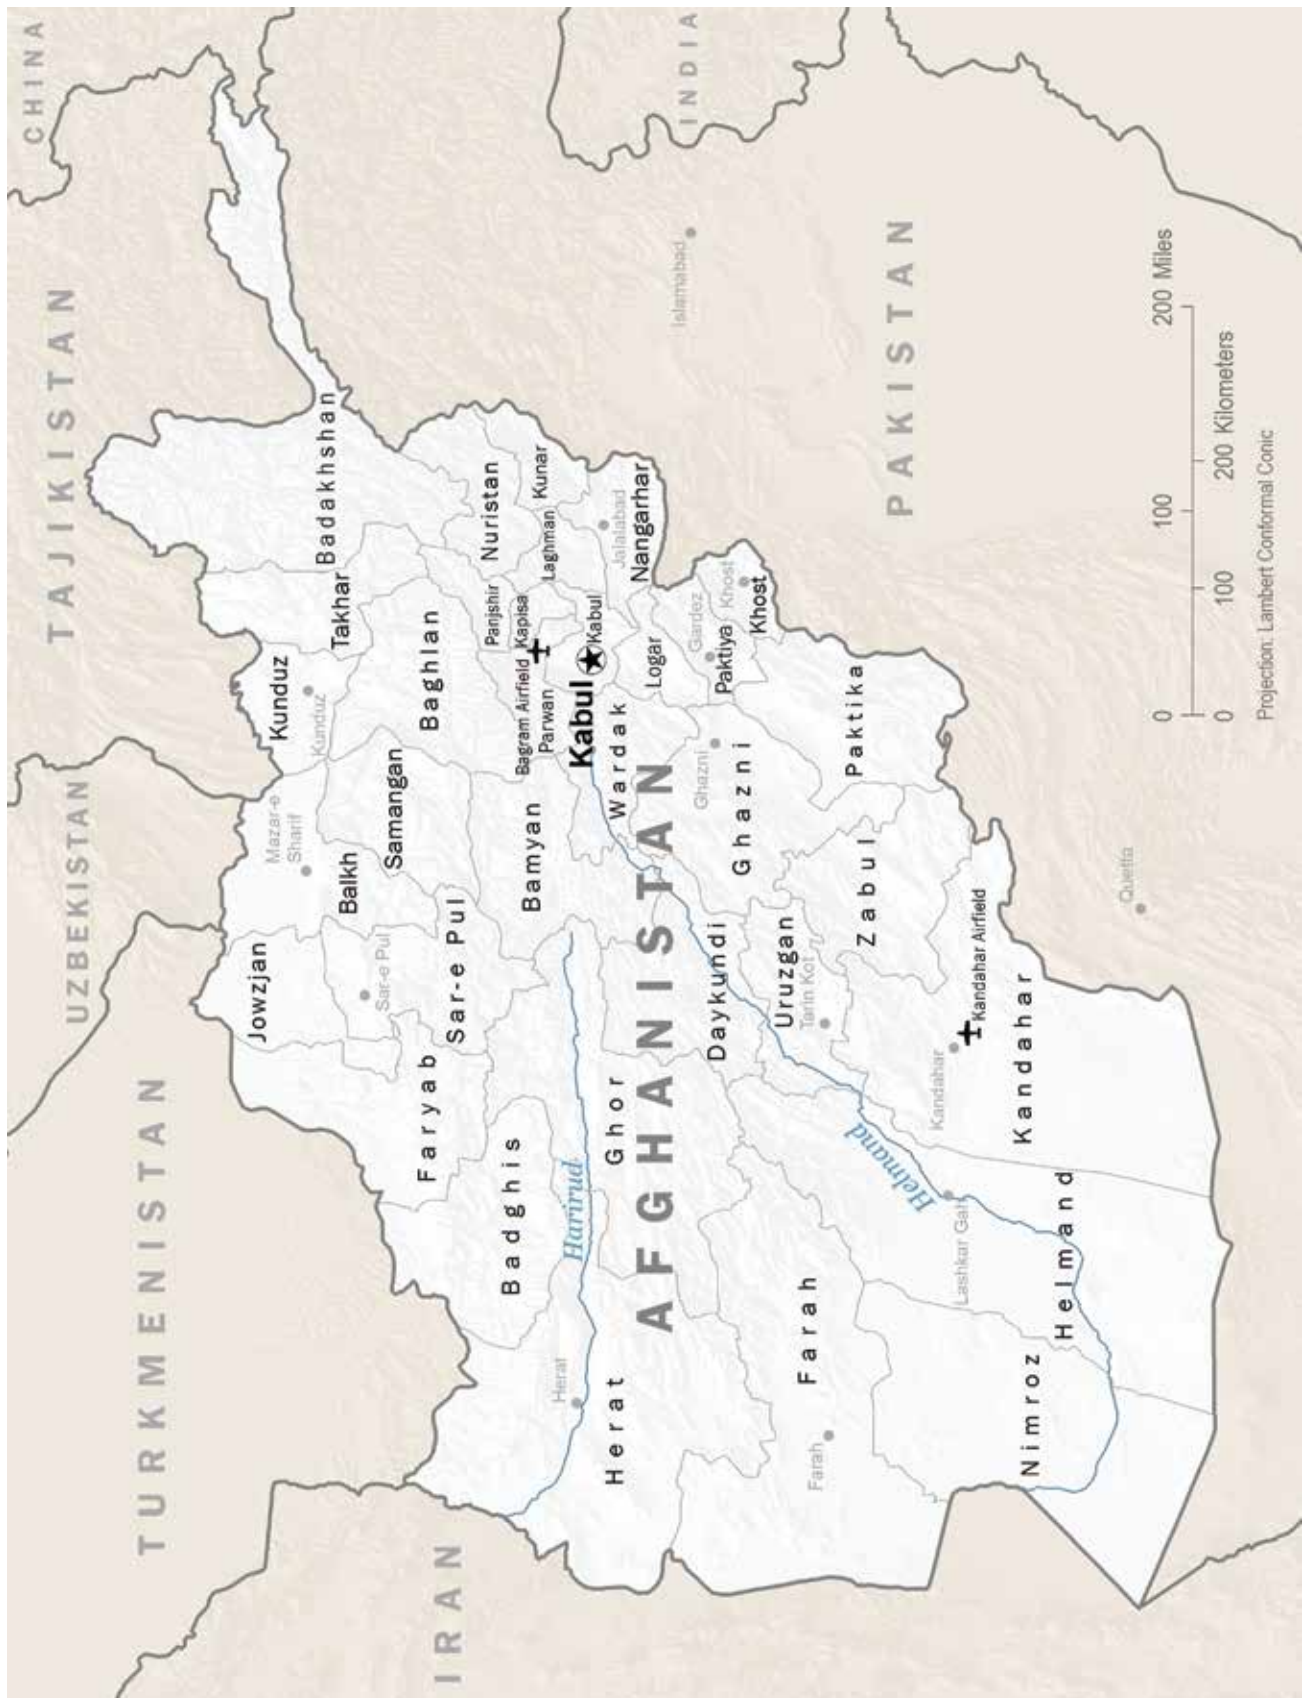 CHINA
TAJIKISTAN
UZBEKISTAN
TURKMENISTAN
IRAN
INDIA
PAKISTAN
AFGHANISTAN
Badakhshan
Takhar
Kunduz
Kunduz
Baghlan
Nuristan
Kunar
Laghman
Panjshir
Kapisa
Bagram Airfield
Parwan
Kabul
Kabul
Jalalabad
Nangarhar
Logar
Wardak
Gardez
Paktiya
Khost
Khost
Paktika
Ghazni
Ghazni
Mazar-e
Sharif
Balkh
Samangan
Bamyan
Jowzjan
Sar-e Pul
Sar-e Pul
Faryab
Badghis
Harirud
Ghor
Herat
Herat
Daykundi
Uruzgan
Tarin Kot
Zabul
Kandahar Airfield
Kandahar
Kandahar
Helmand
Lashkar Gah
Helmand
Farah
Farah
Nimroz
Islamabad
Quetta
0 100 200 Miles
0 100 200 Kilometers
Projection: Lambert Conformal Conic